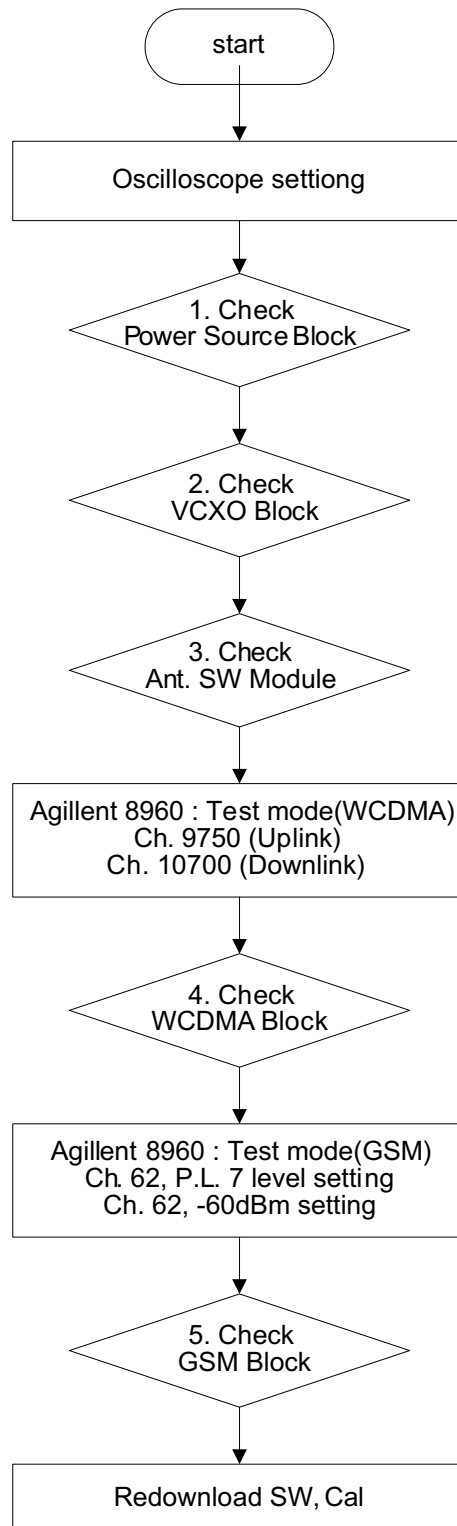 start
Oscilloscope settiong
1. Check
Power Source Block
2. Check
VCXO Block
3. Check
Ant. SW Module
Agillent 8960 : Test mode(WCDMA)
Ch. 9750 (Uplink)
Ch. 10700 (Downlink)
4. Check
WCDMA Block
Agillent 8960 : Test mode(GSM)
Ch. 62, P.L. 7 level setting
Ch. 62, -60dBm setting
5. Check
GSM Block
Redownload SW, Cal